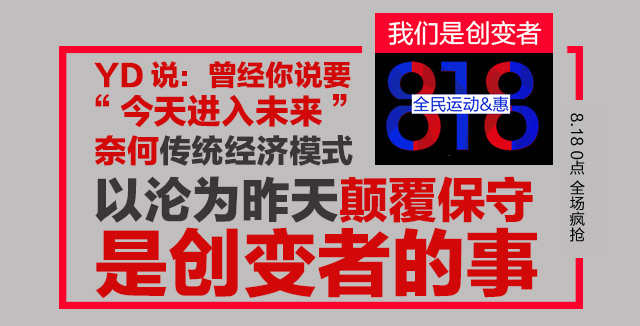 我们是创变者
818
全民运动&惠
YD 说：曾经你说要
“ 今天进入未来 ”
奈何传统经济模式
以沦为昨天颠覆保守
是创变者的事
8.18 0点 全场疯抢